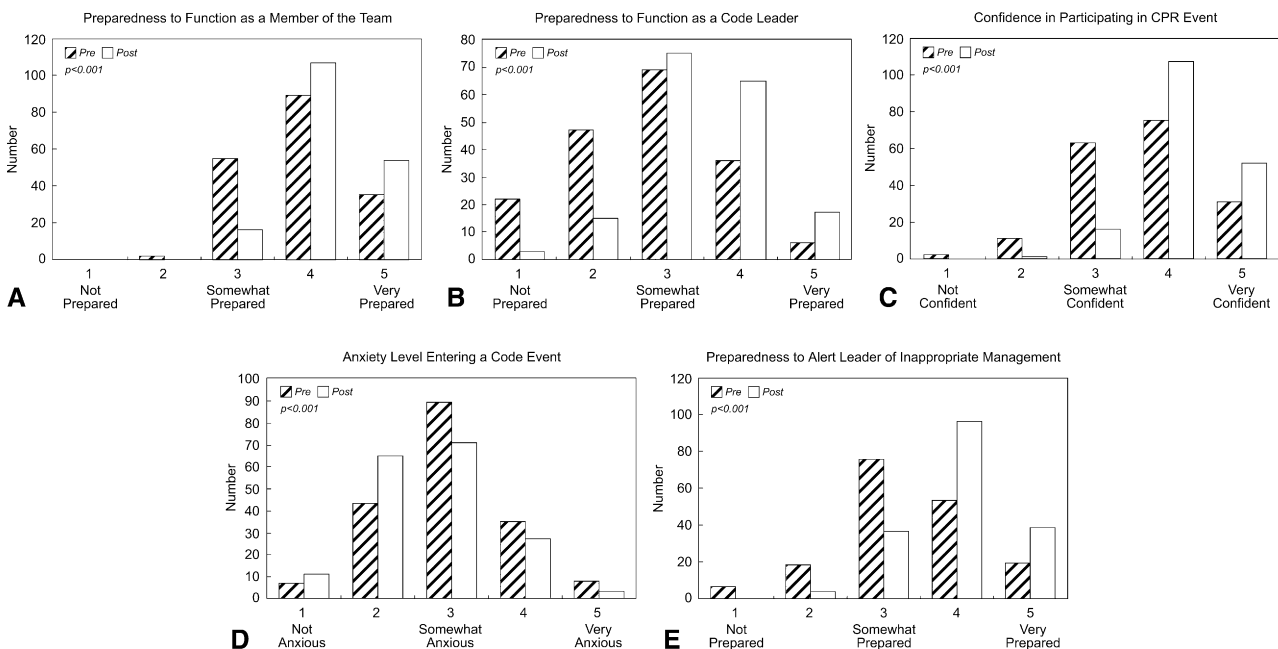 Preparedness to Function as a Member of the Team
120
100
80
60
40
20
0
Number
Pre Post
p<0.001
1 2 3 4 5
Not Somewhat Very
Prepared Prepared Prepared
A
Preparedness to Function as a Code Leader
80
70
60
50
40
30
20
10
0
Number
Pre Post
p<0.001
1 2 3 4 5
Not Somewhat Very
Prepared Prepared Prepared
B
Confidence in Participating in CPR Event
120
100
80
60
40
20
0
Number
Pre Post
p<0.001
1 2 3 4 5
Not Somewhat Very
Confident Confident Confident
C
Anxiety Level Entering a Code Event
100
90
80
70
60
50
40
30
20
10
0
Number
Pre Post
p<0.001
1 2 3 4 5
Not Somewhat Very
Anxious Anxious Anxious
D
Preparedness to Alert Leader of Inappropriate Management
120
100
80
60
40
20
0
Number
Pre Post
p<0.001
1 2 3 4 5
Not Somewhat Very
Prepared Prepared Prepared
E